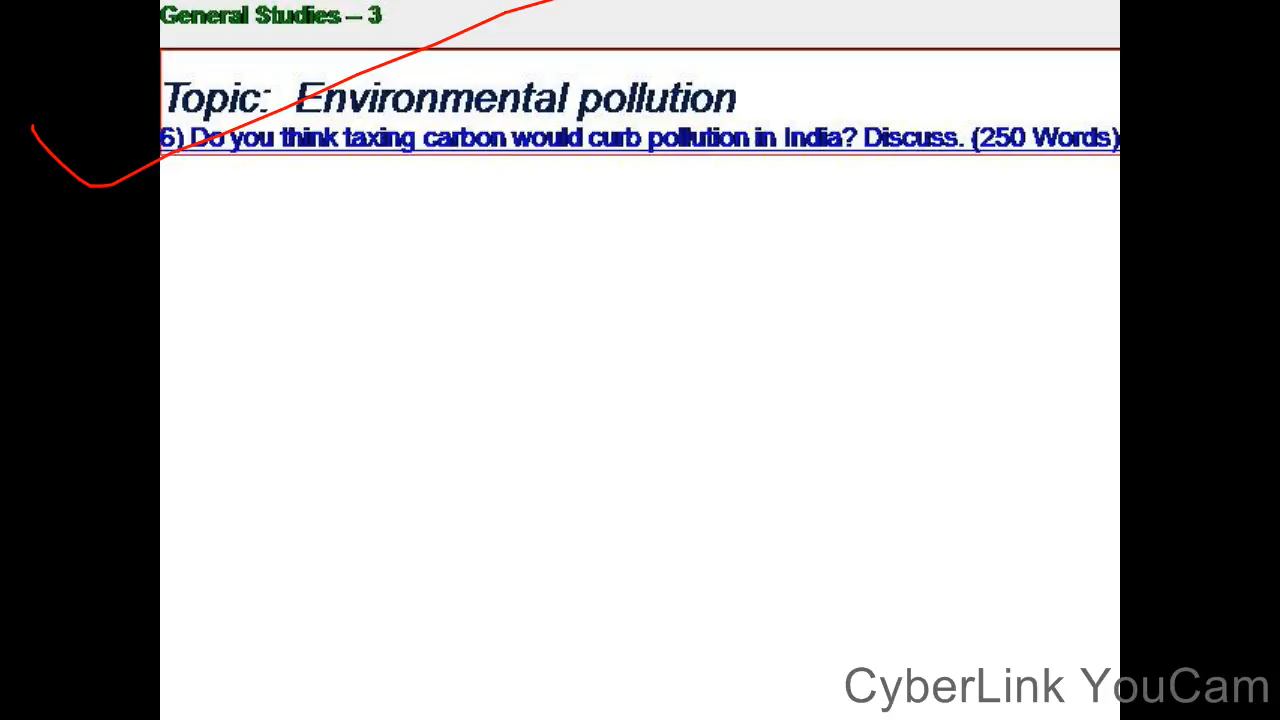 General Studies – 3
Topic: Environmental pollution
6) Do you think taxing carbon would curb pollution in India? Discuss. (250 Words)
CyberLink YouCam